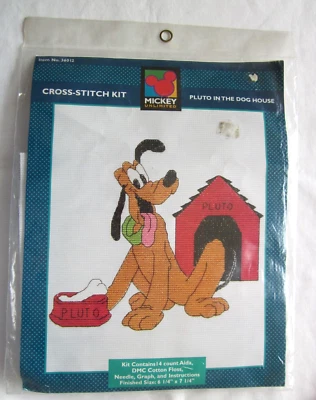 Item No. 34012
CROSS-STITCH KIT
MICKEY
UNLIMITED
PLUTO IN THE DOG HOUSE
PLUTO
PLUTO
Kit Contains 14 count Aida,
DMC Cotton Floss,
Needle, Graph, and Instructions
Finished Size: 6 1/4" x 7 1/4"